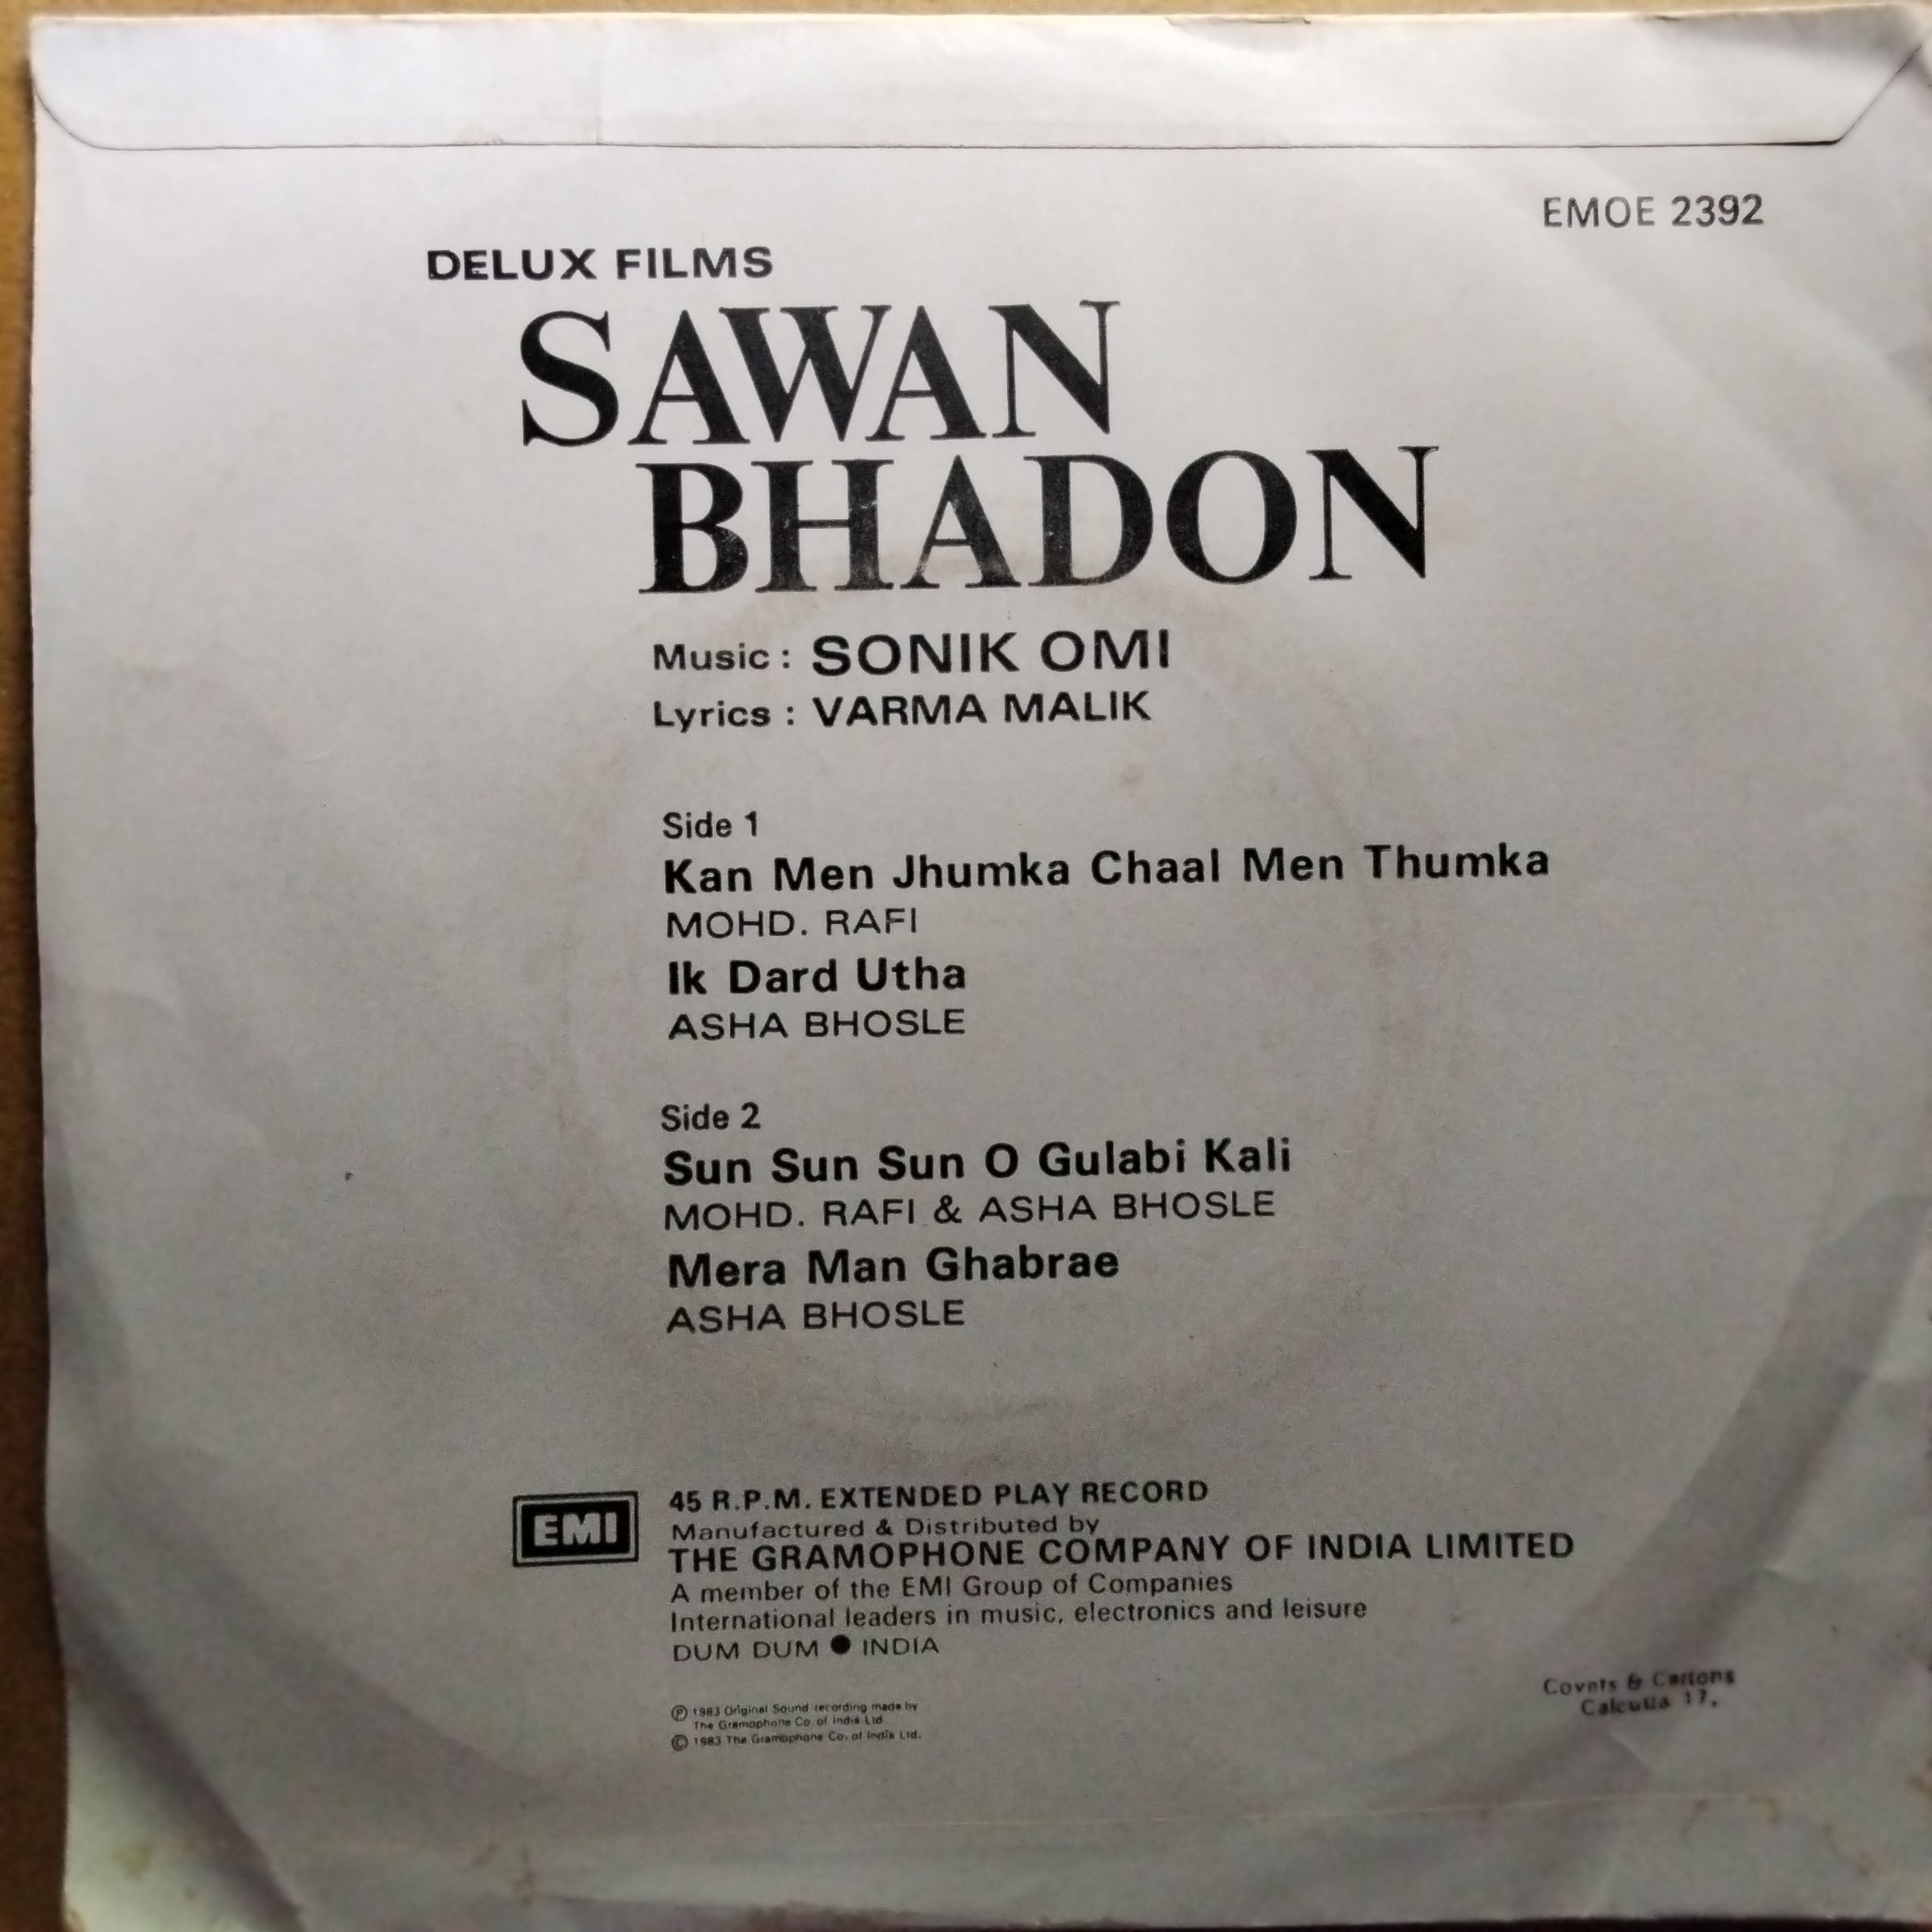 EMOE 2392
DELUX FILMS
SAWAN
BHADON
Music : SONIK OMI
Lyrics : VARMA MALIK
Side 1
Kan Men Jhumka Chaal Men Thumka
MOHD. RAFI
Ik Dard Utha
ASHA BHOSLE
Side 2
Sun Sun Sun O Gulabi Kali
MOHD. RAFI & ASHA BHOSLE
Mera Man Ghabrae
ASHA BHOSLE
EMI
45 R.P.M. EXTENDED PLAY RECORD
Manufactured & Distributed by
THE GRAMOPHONE COMPANY OF INDIA LIMITED
A member of the EMI Group of Companies
International leaders in music, electronics and leisure
DUM DUM ● INDIA
Ⓟ 1983 Original Sound recording made by
The Gramophone Co. of India Ltd.
© 1983 The Gramophone Co. of India Ltd.
Covers & Cartons
Calcutta 17.